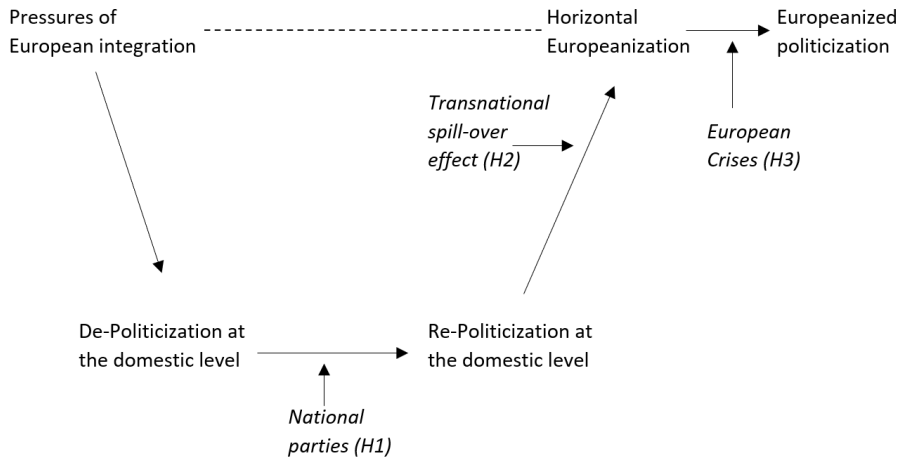 Pressures of
European integration
Horizontal
Europeanization
Europeanized
politicization
Transnational
spill-over
effect (H2)
European
Crises (H3)
De-Politicization at
the domestic level
Re-Politicization at
the domestic level
National
parties (H1)